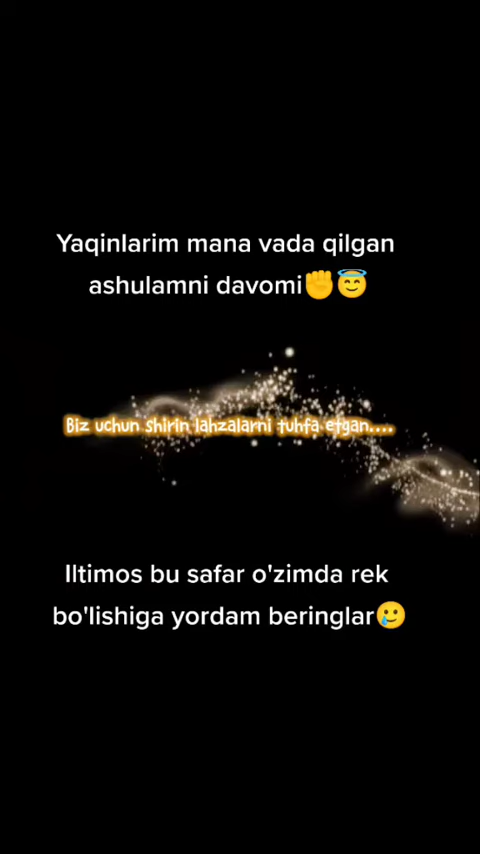 Yaqinlarim mana vada qilgan
ashulamni davomi✊😇
Biz uchun shirin lahzalarni tuhfa etgan....
Iltimos bu safar o'zimda rek
bo'lishiga yordam beringlar🥲